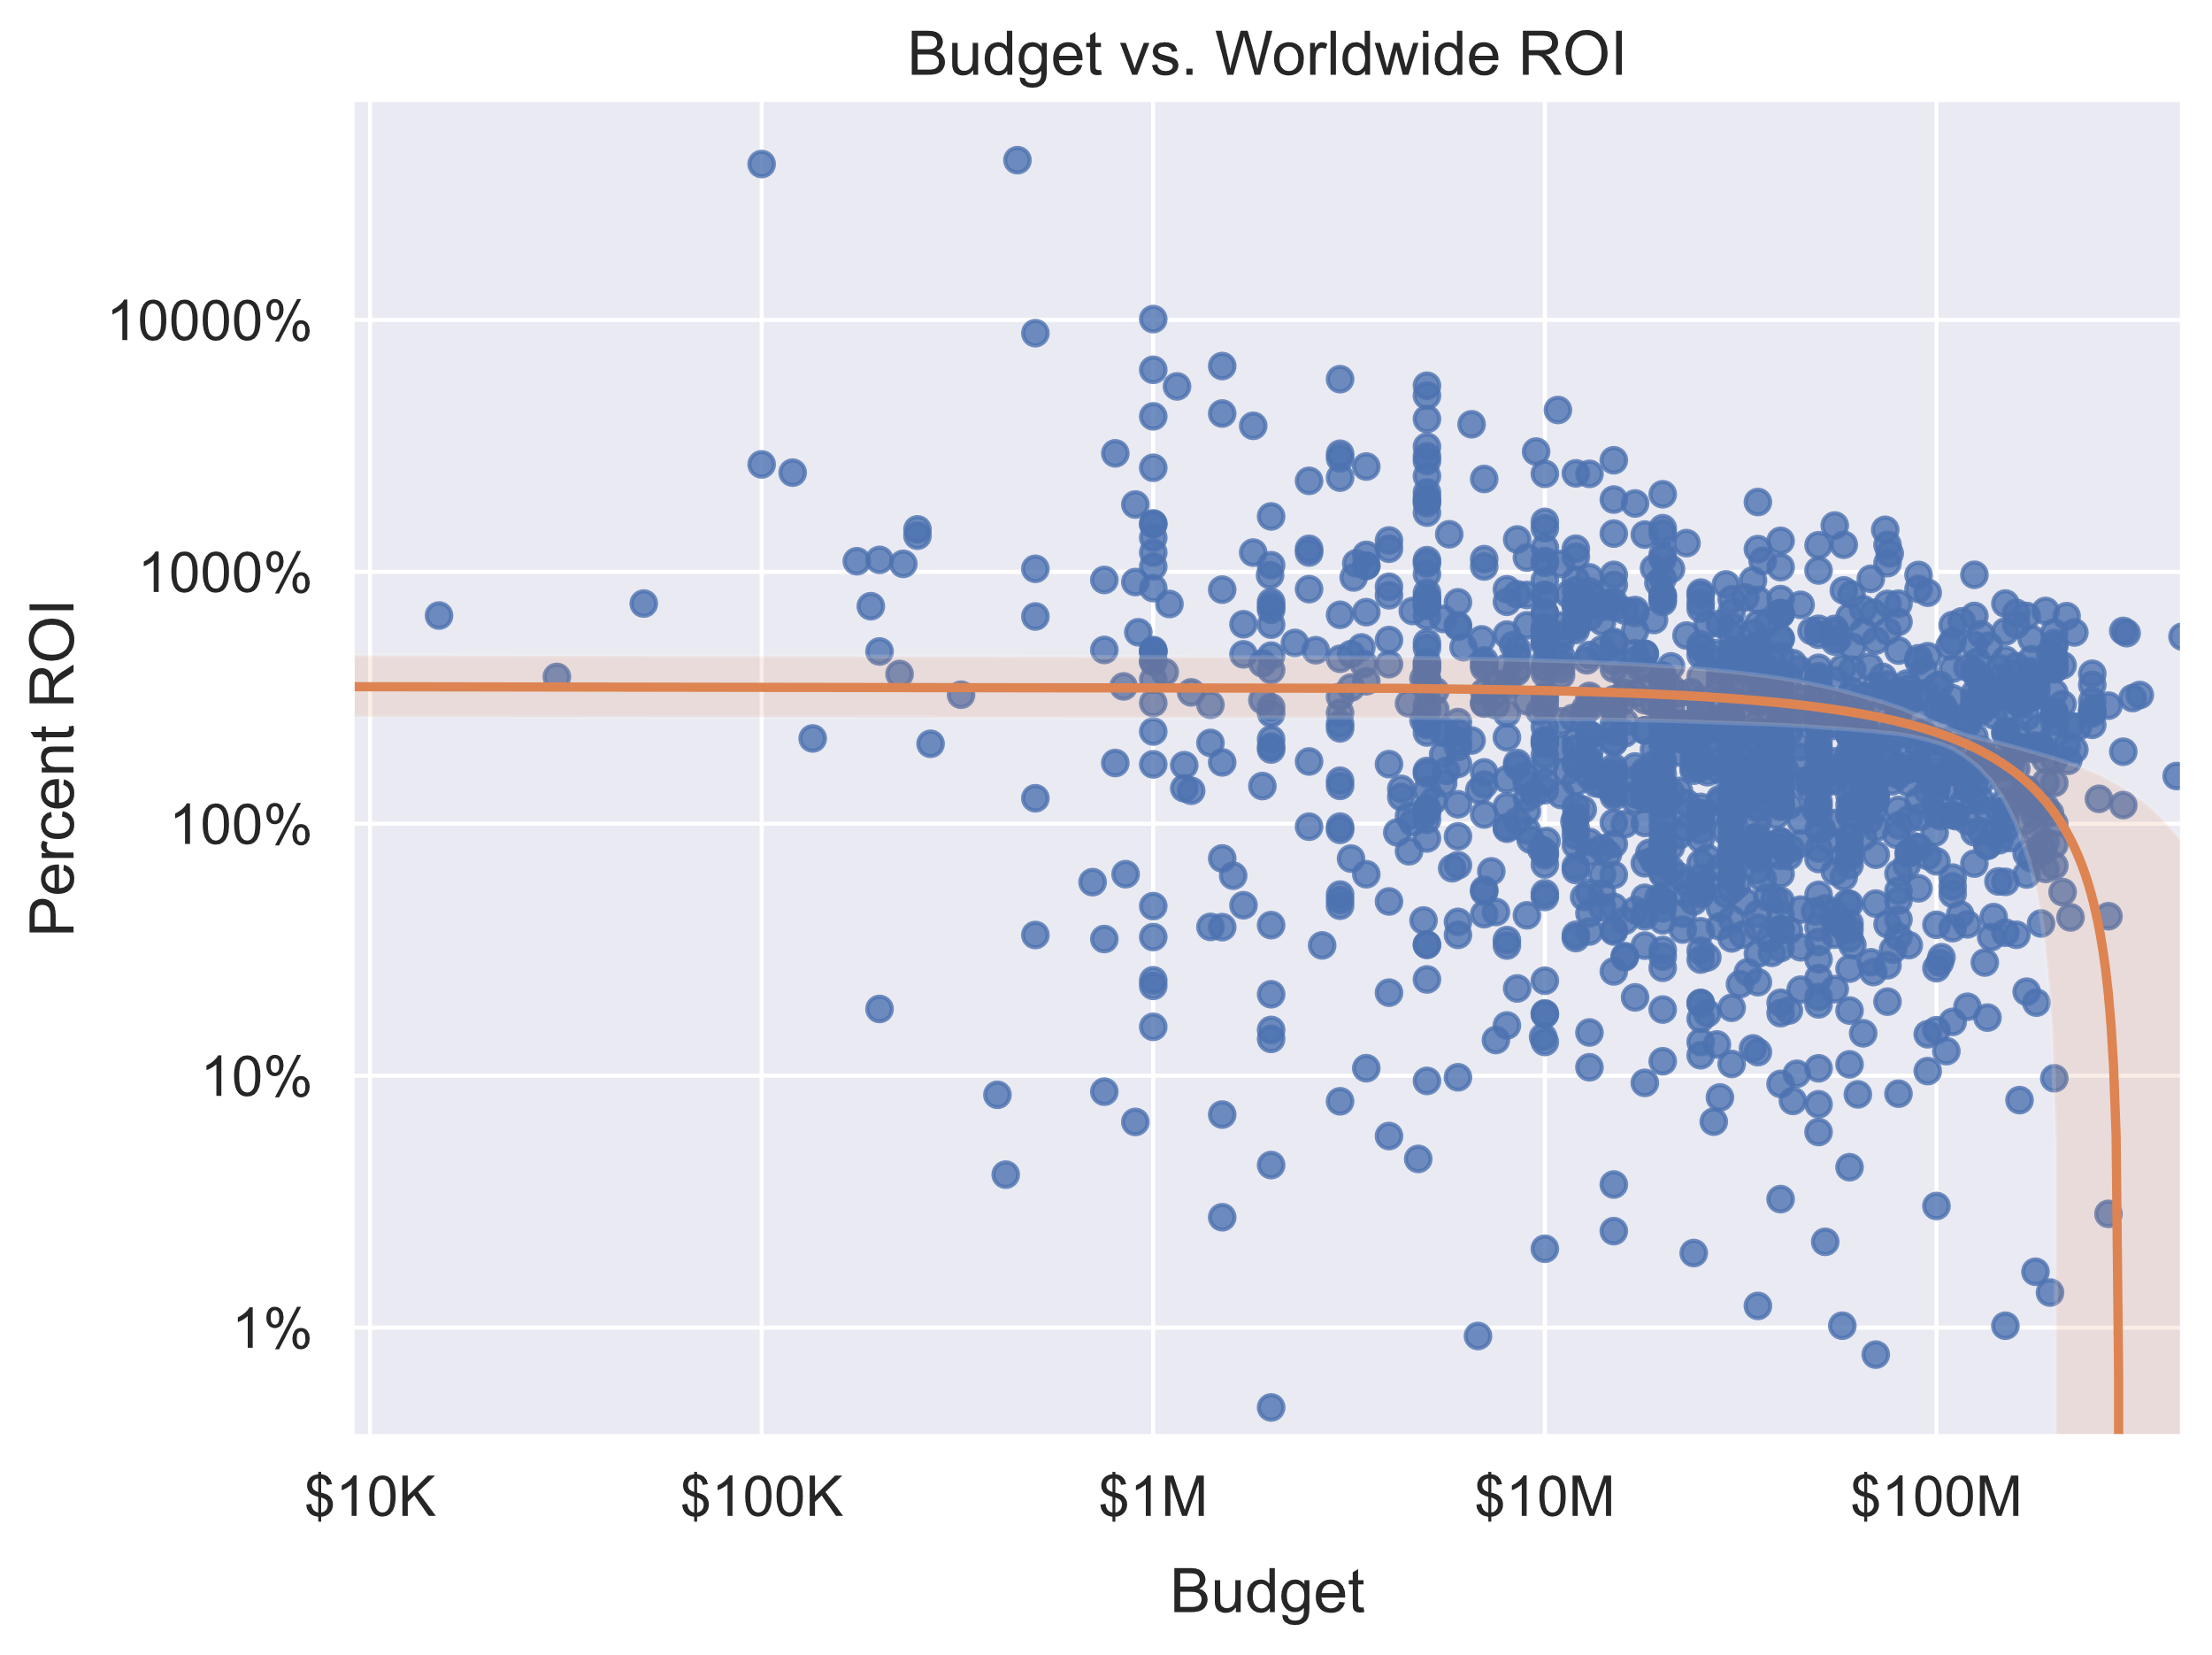 Budget vs. Worldwide ROI
Percent ROI
10000%
1000%
100%
10%
1%
$10K
$100K
$1M
$10M
$100M
Budget